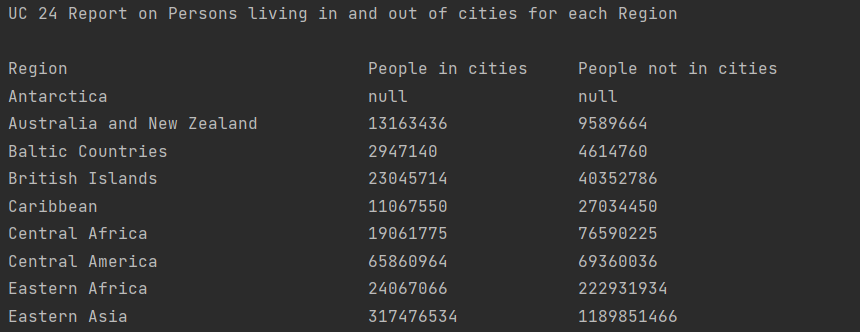 UC 24 Report on Persons living in and out of cities for each Region
Region People in cities People not in cities
Antarctica null null
Australia and New Zealand 13163436 9589664
Baltic Countries 2947140 4614760
British Islands 23045714 40352786
Caribbean 11067550 27034450
Central Africa 19061775 76590225
Central America 65860964 69360036
Eastern Africa 24067066 222931934
Eastern Asia 317476534 1189851466